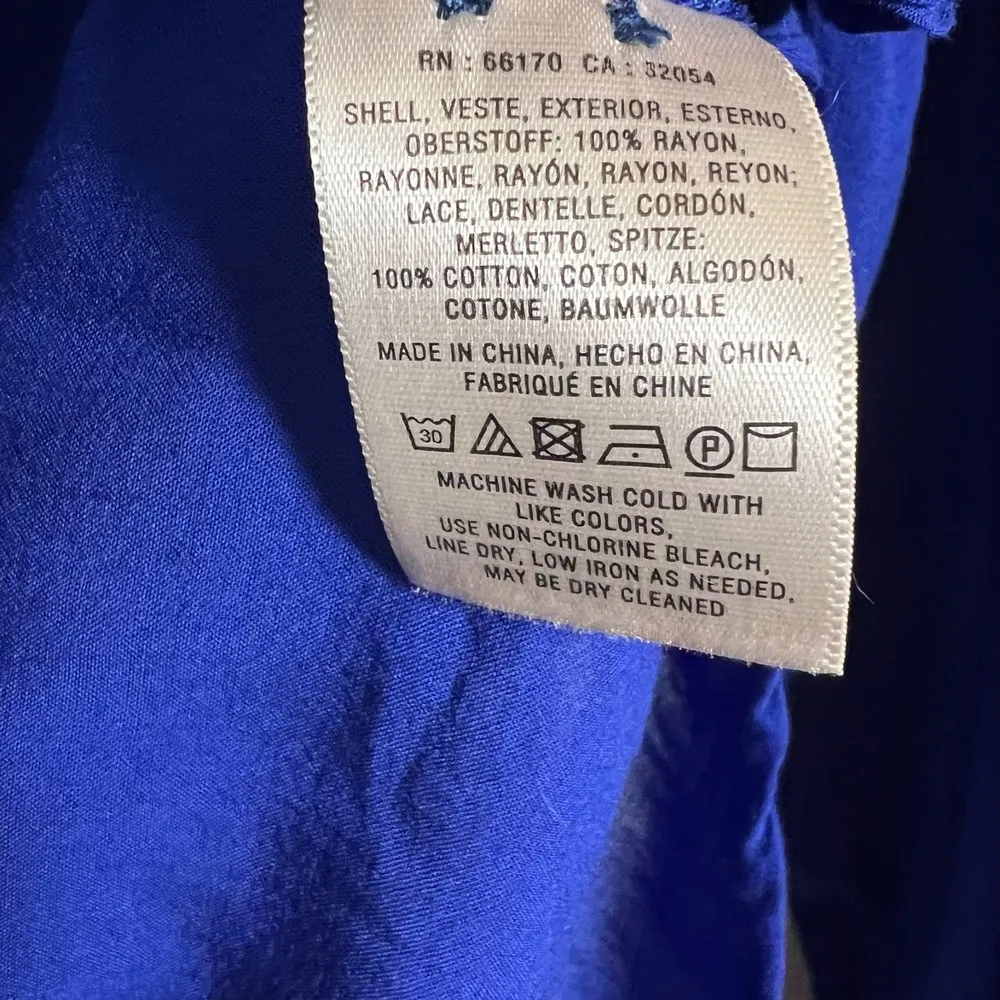 RN : 66170 CA : 32054
SHELL, VESTE, EXTERIOR, ESTERNO,
OBERSTOFF: 100% RAYON,
RAYONNE, RAYÓN, RAYON, REYON;
LACE, DENTELLE, CORDÓN,
MERLETTO, SPITZE:
100% COTTON, COTON, ALGODÓN,
COTONE, BAUMWOLLE
MADE IN CHINA, HECHO EN CHINA,
FABRIQUÉ EN CHINE
30 P
MACHINE WASH COLD WITH
LIKE COLORS,
USE NON-CHLORINE BLEACH,
LINE DRY, LOW IRON AS NEEDED,
MAY BE DRY CLEANED